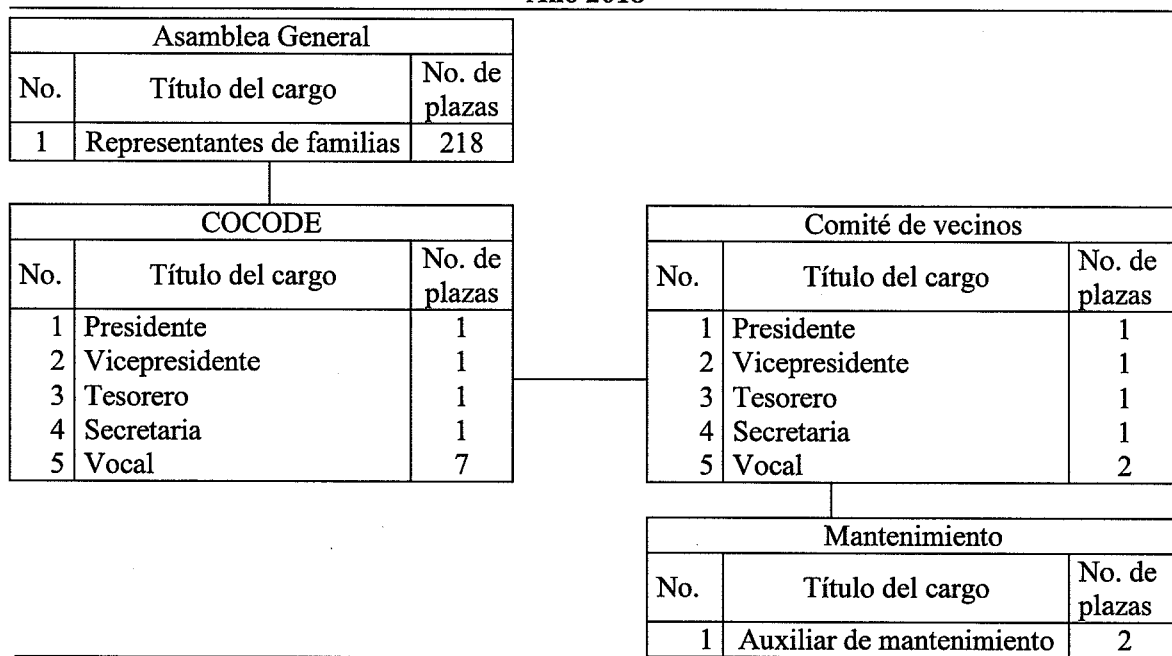 Asamblea General
No. Título del cargo No. de plazas
1 Representantes de familias 218
COCODE
No. Título del cargo No. de plazas
1 Presidente 1
2 Vicepresidente 1
3 Tesorero 1
4 Secretaria 1
5 Vocal 7
Comité de vecinos
No. Título del cargo No. de plazas
1 Presidente 1
2 Vicepresidente 1
3 Tesorero 1
4 Secretaria 1
5 Vocal 2
Mantenimiento
No. Título del cargo No. de plazas
1 Auxiliar de mantenimiento 2